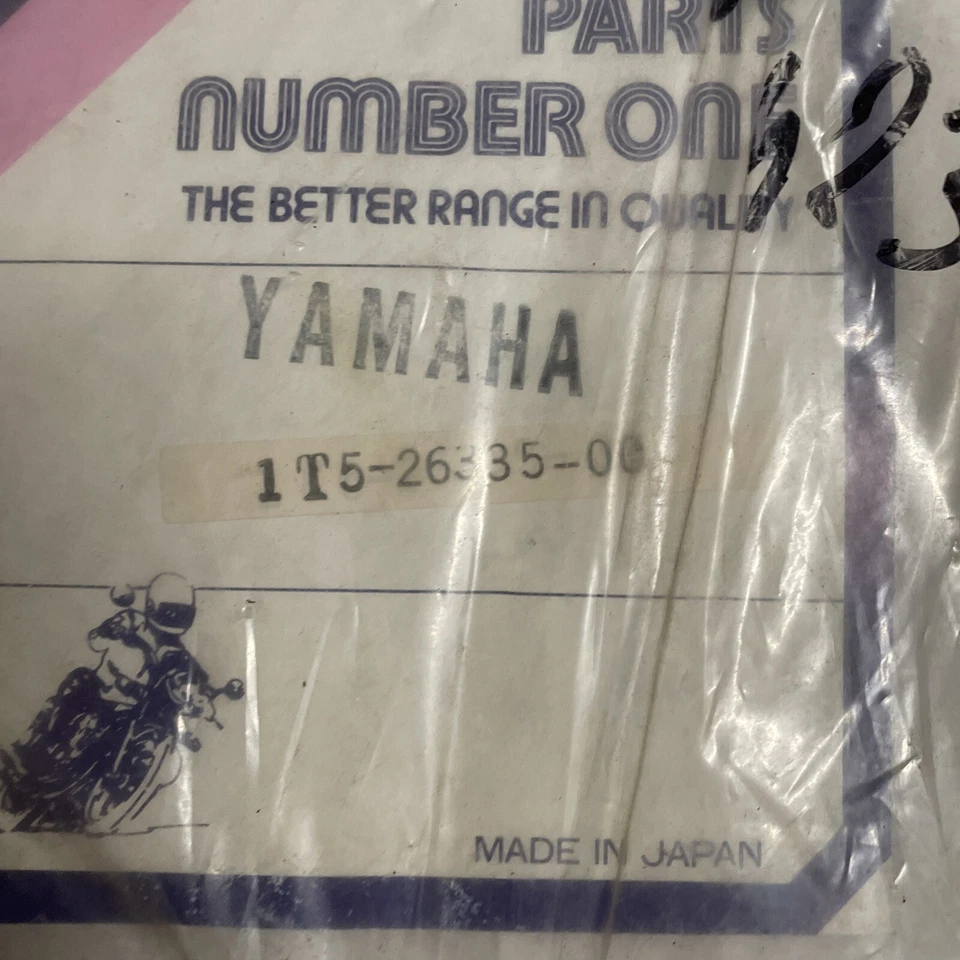 PARTS
NUMBER ONE
THE BETTER RANGE IN QUALITY
YAMAHA
1T5-26335-00
MADE IN JAPAN